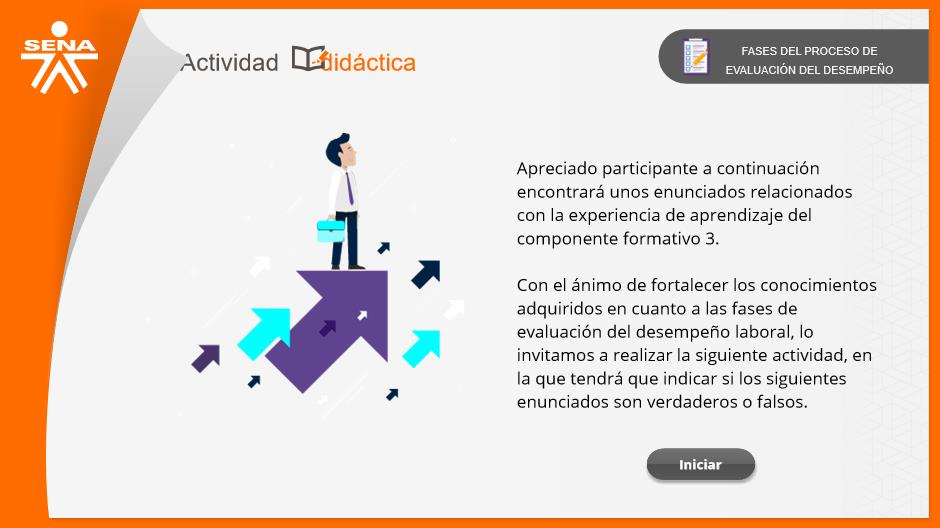 SENA
Actividad didáctica
FASES DEL PROCESO DE
EVALUACIÓN DEL DESEMPEÑO
Apreciado participante a continuación
encontrará unos enunciados relacionados
con la experiencia de aprendizaje del
componente formativo 3.
Con el ánimo de fortalecer los conocimientos
adquiridos en cuanto a las fases de
evaluación del desempeño laboral, lo
invitamos a realizar la siguiente actividad, en
la que tendrá que indicar si los siguientes
enunciados son verdaderos o falsos.
Iniciar